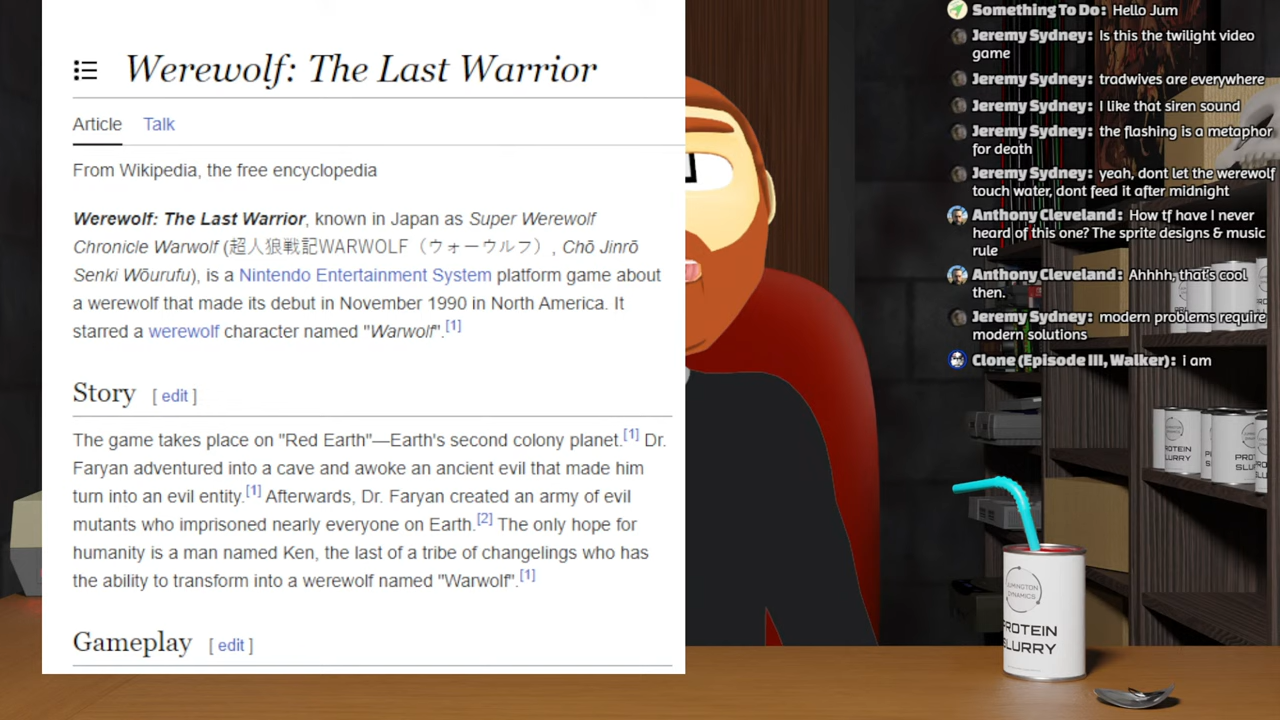 Werewolf: The Last Warrior
Article Talk
From Wikipedia, the free encyclopedia
Werewolf: The Last Warrior, known in Japan as Super Werewolf
Chronicle Warwolf (超人狼戦記WARWOLF（ウォーウルフ）, Chō Jinrō
Senki Wōurufu), is a Nintendo Entertainment System platform game about
a werewolf that made its debut in November 1990 in North America. It
starred a werewolf character named "Warwolf".[1]
Story [ edit ]
The game takes place on "Red Earth"—Earth's second colony planet.[1] Dr.
Faryan adventured into a cave and awoke an ancient evil that made him
turn into an evil entity.[1] Afterwards, Dr. Faryan created an army of evil
mutants who imprisoned nearly everyone on Earth.[2] The only hope for
humanity is a man named Ken, the last of a tribe of changelings who has
the ability to transform into a werewolf named "Warwolf".[1]
Gameplay [ edit ]
Something To Do: Hello Jum
Jeremy Sydney: Is this the twilight video
game
Jeremy Sydney: tradwives are everywhere
Jeremy Sydney: I like that siren sound
Jeremy Sydney: the flashing is a metaphor
for death
Jeremy Sydney: yeah, dont let the werewolf
touch water, dont feed it after midnight
Anthony Cleveland: How tf have I never
heard of this one? The sprite designs & music
rule
Anthony Cleveland: Ahhhh, that's cool
then.
Jeremy Sydney: modern problems require
modern solutions
Clone (Episode III, Walker): i am
DYNAMICS
PROTEIN
SLURRY